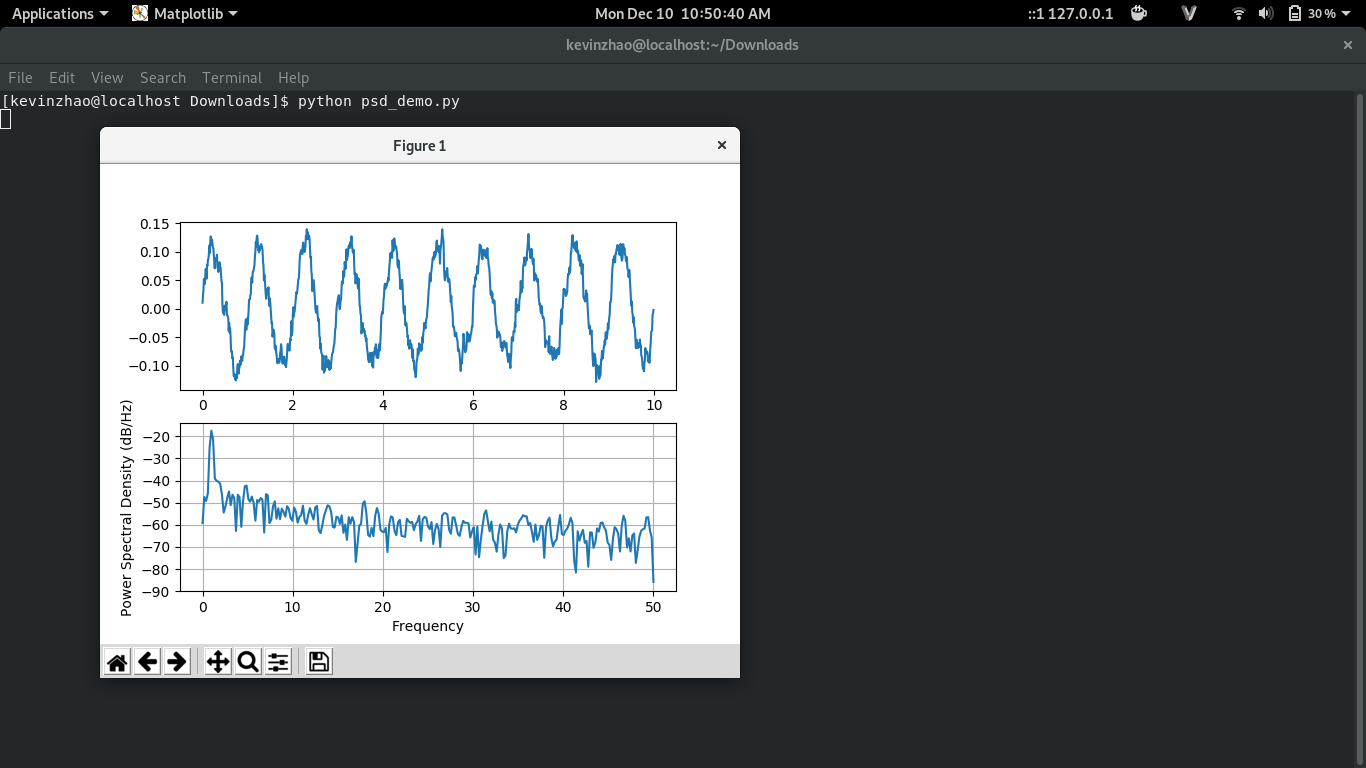 Applications Matplotlib Mon Dec 10 10:50:40 AM ::1 127.0.0.1 30 %
kevinzhao@localhost:~/Downloads
File Edit View Search Terminal Help
[kevinzhao@localhost Downloads]$ python psd_demo.py
Figure 1
0.15
0.10
0.05
0.00
−0.05
−0.10
0 2 4 6 8 10
Power Spectral Density (dB/Hz)
−20
−30
−40
−50
−60
−70
−80
−90
0 10 20 30 40 50
Frequency